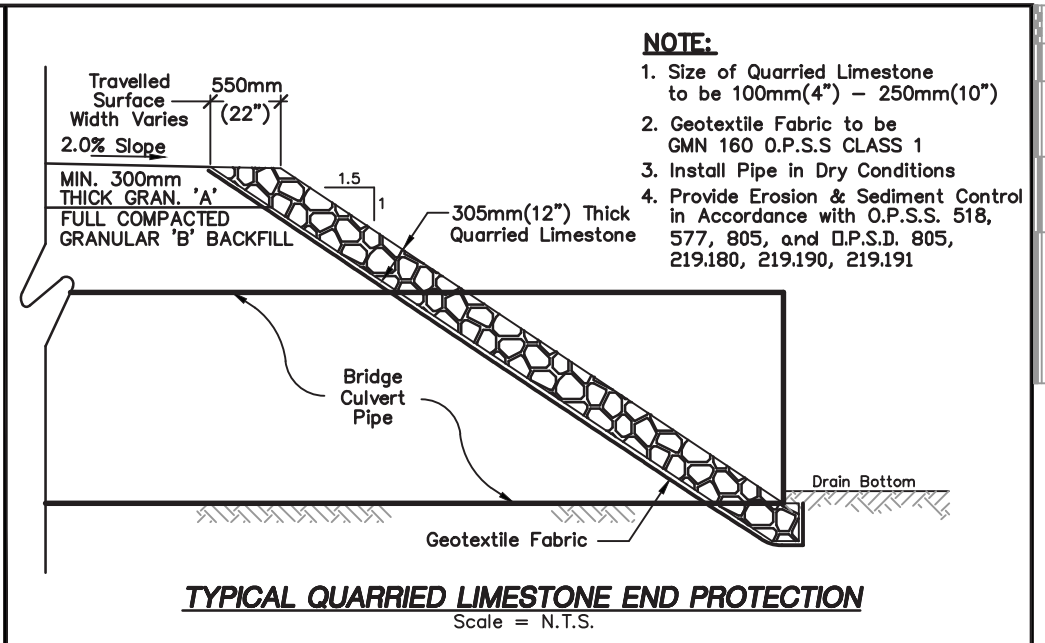 Travelled
Surface
Width Varies
550mm
(22")
2.0% Slope
MIN. 300mm
THICK GRAN. 'A'
FULL COMPACTED
GRANULAR 'B' BACKFILL
1.5
1
305mm(12") Thick
Quarried Limestone
NOTE:
1. Size of Quarried Limestone
to be 100mm(4") - 250mm(10")
2. Geotextile Fabric to be
GMN 160 O.P.S.S CLASS 1
3. Install Pipe in Dry Conditions
4. Provide Erosion & Sediment Control
in Accordance with O.P.S.S. 518,
577, 805, and O.P.S.D. 805,
219.180, 219.190, 219.191
Bridge
Culvert
Pipe
Drain Bottom
Geotextile Fabric
TYPICAL QUARRIED LIMESTONE END PROTECTION
Scale = N.T.S.